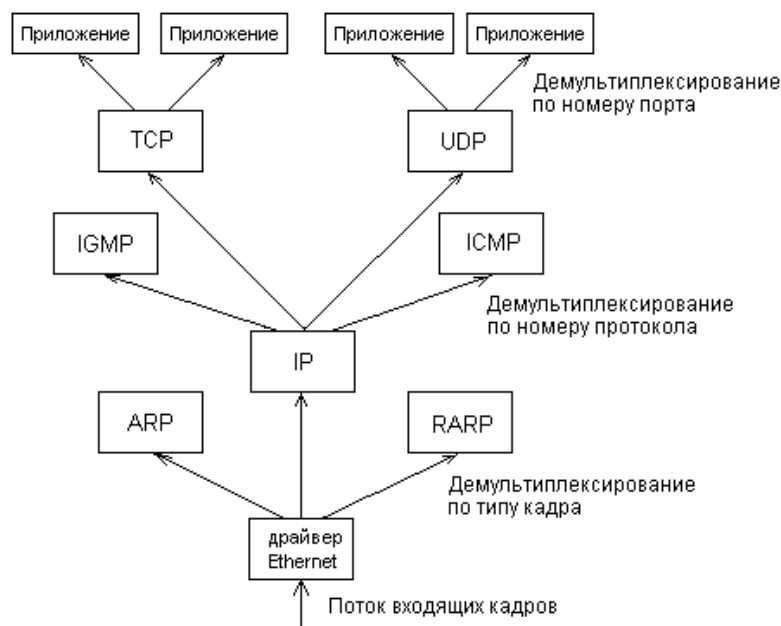 Приложение
Приложение
Приложение
Приложение
Демультиплексирование
по номеру порта
TCP
UDP
IGMP
ICMP
Демультиплексирование
по номеру протокола
IP
ARP
RARP
Демультиплексирование
по типу кадра
драйвер
Ethernet
Поток входящих кадров